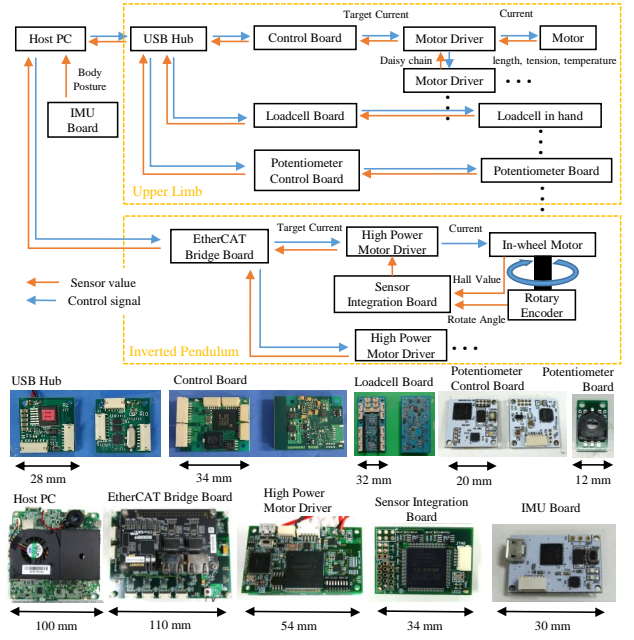 Host PC
USB Hub
Control Board
Target Current
Motor Driver
Current
Motor
Body
Posture
Daisy chain
length, tension, temperature
Motor Driver
IMU
Board
Loadcell Board
Loadcell in hand
Potentiometer
Control Board
Potentiometer Board
Upper Limb
EtherCAT
Bridge Board
Target Current
High Power
Motor Driver
Current
In-wheel Motor
Sensor value
Control signal
Sensor
Integration Board
Hall Value
Rotary
Encoder
Rotate Angle
High Power
Motor Driver
Inverted Pendulum
USB Hub
Control Board
Loadcell Board
Potentiometer
Control Board
Potentiometer
Board
28 mm
34 mm
32 mm
20 mm
12 mm
Host PC
EtherCAT Bridge Board
High Power
Motor Driver
Sensor Integration
Board
IMU Board
100 mm
110 mm
54 mm
34 mm
30 mm